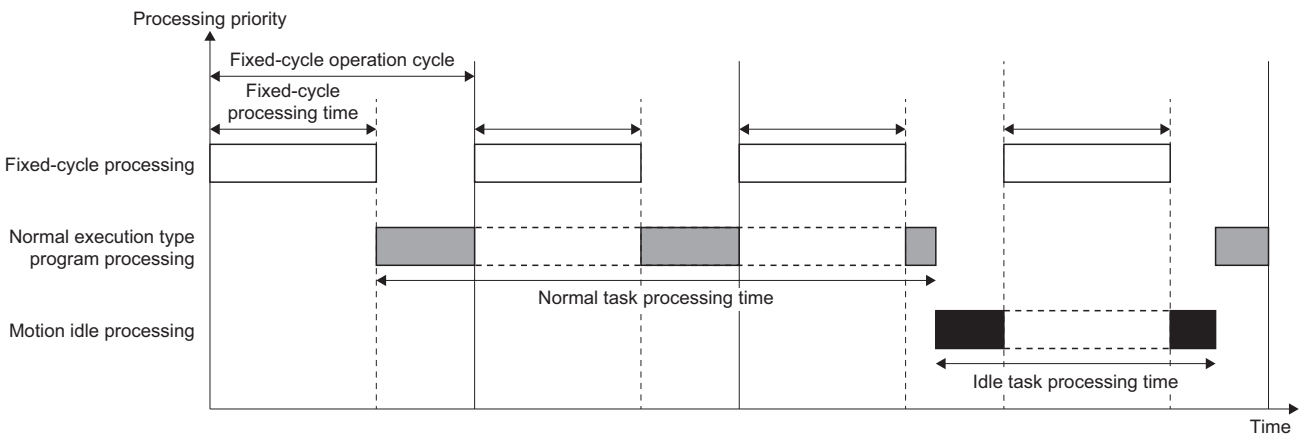 Processing priority
Fixed-cycle operation cycle
Fixed-cycle
processing time
Fixed-cycle processing
Normal execution type
program processing
Normal task processing time
Motion idle processing
Idle task processing time
Time